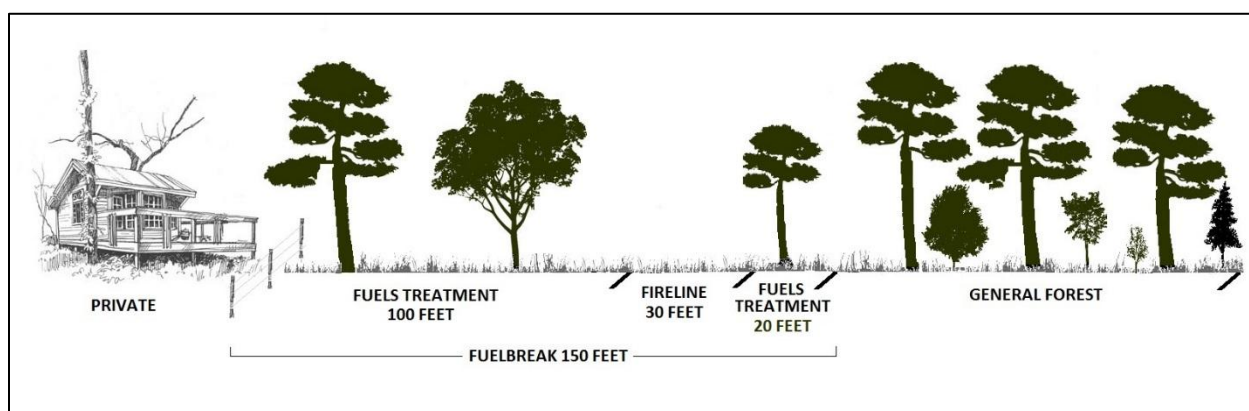 PRIVATE
FUELS TREATMENT
100 FEET
FIRELINE
30 FEET
FUELS
TREATMENT
20 FEET
GENERAL FOREST
FUELBREAK 150 FEET